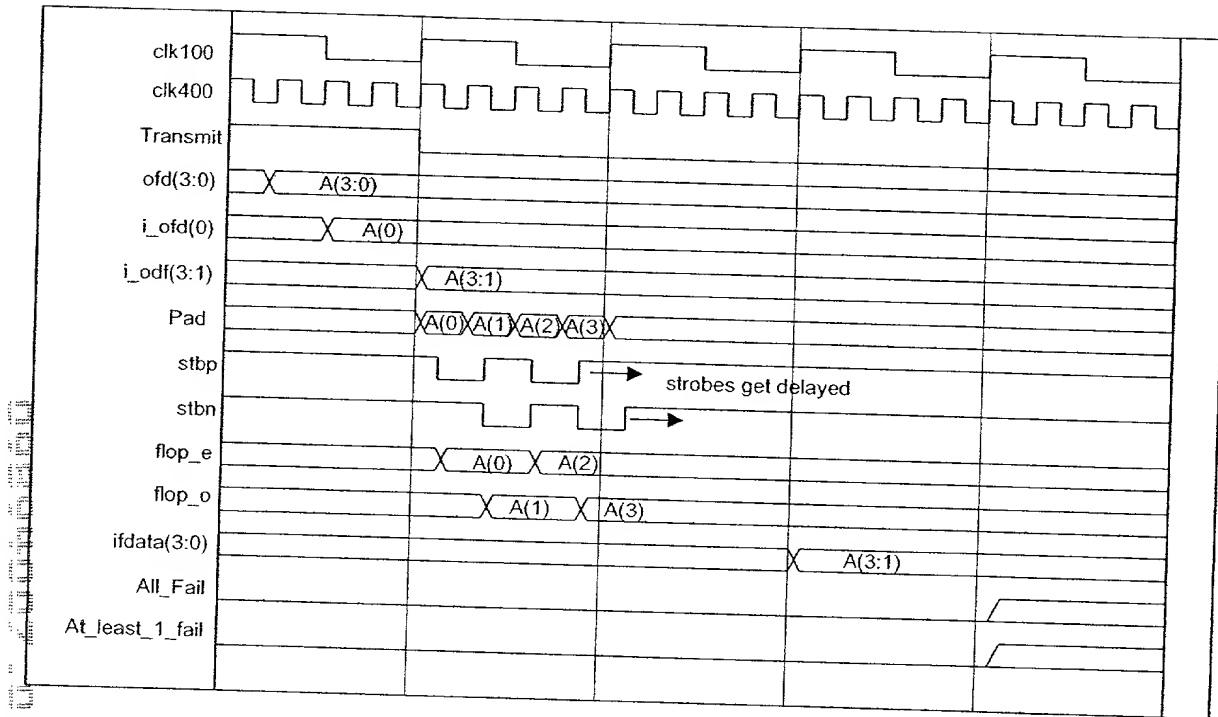 clk100
clk400
Transmit
ofd(3:0) A(3:0)
i_ofd(0) A(0)
i_odf(3:1) A(3:1)
Pad A(0) A(1) A(2) A(3)
stbp strobes get delayed
stbn
flop_e A(0) A(2)
flop_o A(1) A(3)
ifdata(3:0) A(3:1)
All_Fail
At_least_1_fail